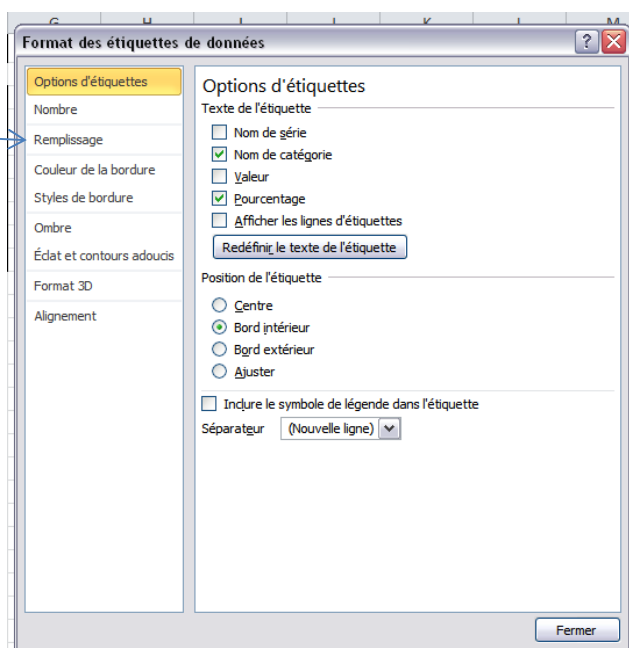 G H I J K L M
Format des étiquettes de données
Options d'étiquettes
Nombre
Remplissage
Couleur de la bordure
Styles de bordure
Ombre
Éclat et contours adoucis
Format 3D
Alignement
Options d'étiquettes
Texte de l'étiquette
Nom de série
Nom de catégorie
Valeur
Pourcentage
Afficher les lignes d'étiquettes
Redéfinir le texte de l'étiquette
Position de l'étiquette
Centre
Bord intérieur
Bord extérieur
Ajuster
Inclure le symbole de légende dans l'étiquette
Séparateur (Nouvelle ligne)
Fermer